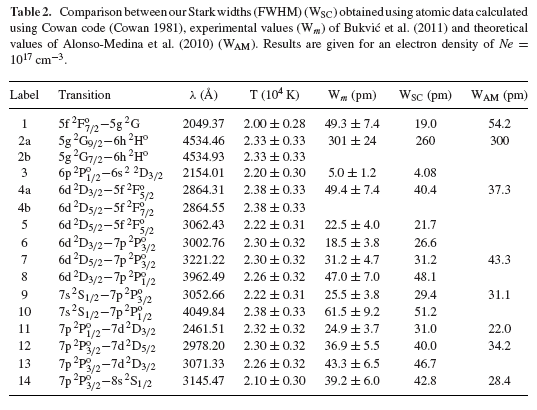 Table 2. Comparison between our Stark widths (FWHM) (WSC) obtained using atomic data calculated
using Cowan code (Cowan 1981), experimental values (Wm) of Bukvić et al. (2011) and theoretical
values of Alonso-Medina et al. (2010) (WAM). Results are given for an electron density of Ne =
10^17 cm^−3.
Label Transition λ (Å) T (10^4 K) Wm (pm) WSC (pm) WAM (pm)
1 5f ²F°7/2−5g ²G 2049.37 2.00 ± 0.28 49.3 ± 7.4 19.0 54.2
2a 5g ²G9/2−6h ²H° 4534.46 2.33 ± 0.33 301 ± 24 260 300
2b 5g ²G7/2−6h ²H° 4534.93 2.33 ± 0.33
3 6p ²P°1/2−6s² ²D3/2 2154.01 2.20 ± 0.30 5.0 ± 1.2 4.08
4a 6d ²D3/2−5f ²F°5/2 2864.31 2.38 ± 0.33 49.4 ± 7.4 40.4 37.3
4b 6d ²D5/2−5f ²F°7/2 2864.55 2.38 ± 0.33
5 6d ²D5/2−5f ²F°5/2 3062.43 2.22 ± 0.31 22.5 ± 4.0 21.7
6 6d ²D3/2−7p ²P°3/2 3002.76 2.30 ± 0.32 18.5 ± 3.8 26.6
7 6d ²D5/2−7p ²P°3/2 3221.22 2.30 ± 0.32 31.2 ± 4.7 31.2 43.3
8 6d ²D3/2−7p ²P°1/2 3962.49 2.26 ± 0.32 47.0 ± 7.0 48.1
9 7s ²S1/2−7p ²P°3/2 3052.66 2.22 ± 0.31 25.5 ± 3.8 29.4 31.1
10 7s ²S1/2−7p ²P°1/2 4049.84 2.38 ± 0.33 61.5 ± 9.2 51.2
11 7p ²P°1/2−7d ²D3/2 2461.51 2.32 ± 0.32 24.9 ± 3.7 31.0 22.0
12 7p ²P°3/2−7d ²D5/2 2978.20 2.30 ± 0.32 36.9 ± 5.5 40.0 34.2
13 7p ²P°3/2−7d ²D3/2 3071.33 2.26 ± 0.32 43.3 ± 6.5 46.7
14 7p ²P°3/2−8s ²S1/2 3145.47 2.10 ± 0.30 39.2 ± 6.0 42.8 28.4